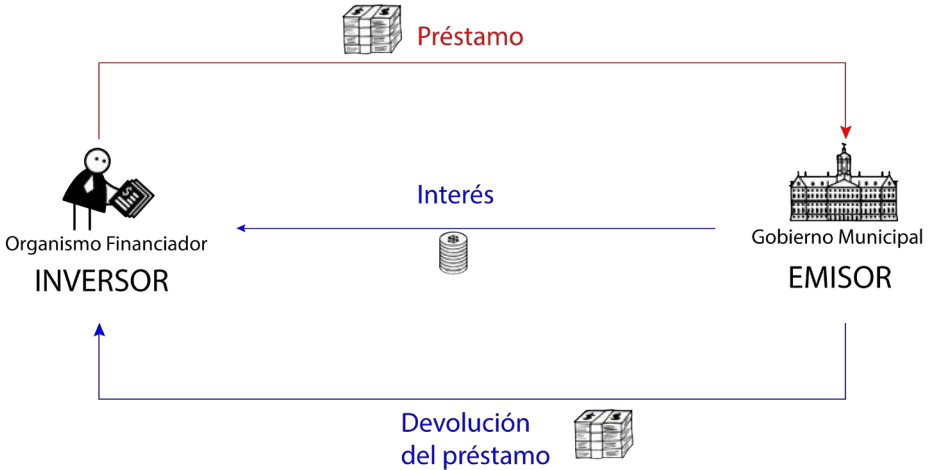 Préstamo
Interés
Organismo Financiador
INVERSOR
Gobierno Municipal
EMISOR
Devolución
del préstamo